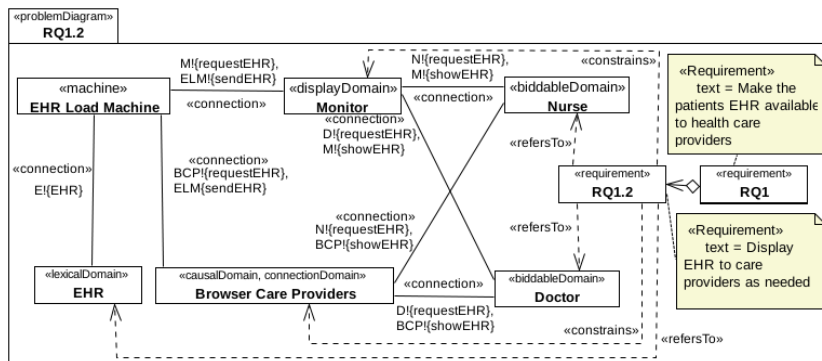 «problemDiagram»
RQ1.2
M!{requestEHR},
ELM!{sendEHR}
N!{requestEHR},
M!{showEHR}
«constrains»
«Requirement»
text = Make the
patients EHR available
to health care
providers
«machine»
EHR Load Machine
«connection»
«displayDomain»
Monitor
«connection»
«biddableDomain»
Nurse
«connection»
D!{requestEHR},
M!{showEHR}
«refersTo»
«connection»
E!{EHR}
«connection»
BCP!{requestEHR},
ELM{sendEHR}
«requirement»
RQ1.2
«requirement»
RQ1
«connection»
N!{requestEHR},
BCP!{showEHR}
«refersTo»
«Requirement»
text = Display
EHR to care
providers as needed
«lexicalDomain»
EHR
«causalDomain, connectionDomain»
Browser Care Providers
«connection»
«biddableDomain»
Doctor
D!{requestEHR},
BCP!{showEHR}
«constrains»
«refersTo»